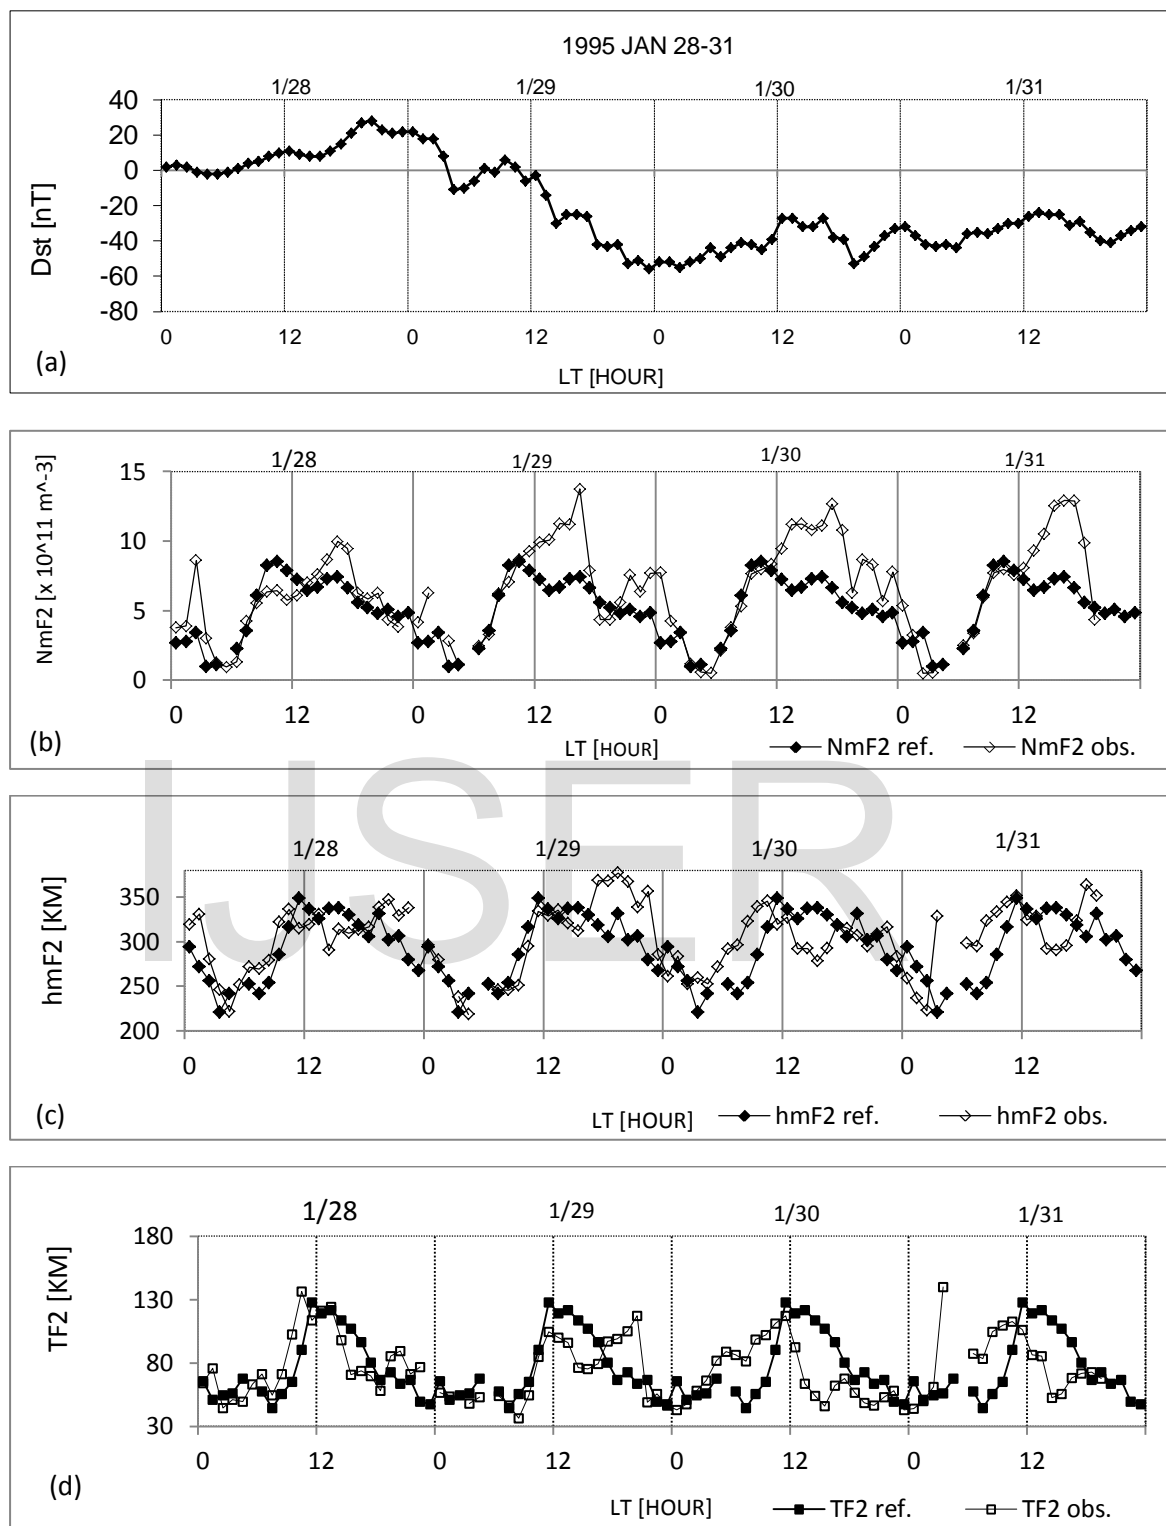 1995 JAN 28-31
1/28 1/29 1/30 1/31
40
20
0
-20
-40
-60
-80
Dst [nT]
0 12 0 12 0 12 0 12
(a)
LT [HOUR]
1/28 1/29 1/30 1/31
15
10
5
0
NmF2 [x 10^11 m^-3]
0 12 0 12 0 12 0 12
(b)
LT [HOUR] NmF2 ref. NmF2 obs.
IJSER
1/28 1/29 1/30 1/31
350
300
250
200
hmF2 [KM]
0 12 0 12 0 12 0 12
(c)
LT [HOUR] hmF2 ref. hmF2 obs.
1/28 1/29 1/30 1/31
180
130
80
30
TF2 [KM]
0 12 0 12 0 12 0 12
(d)
LT [HOUR] TF2 ref. TF2 obs.